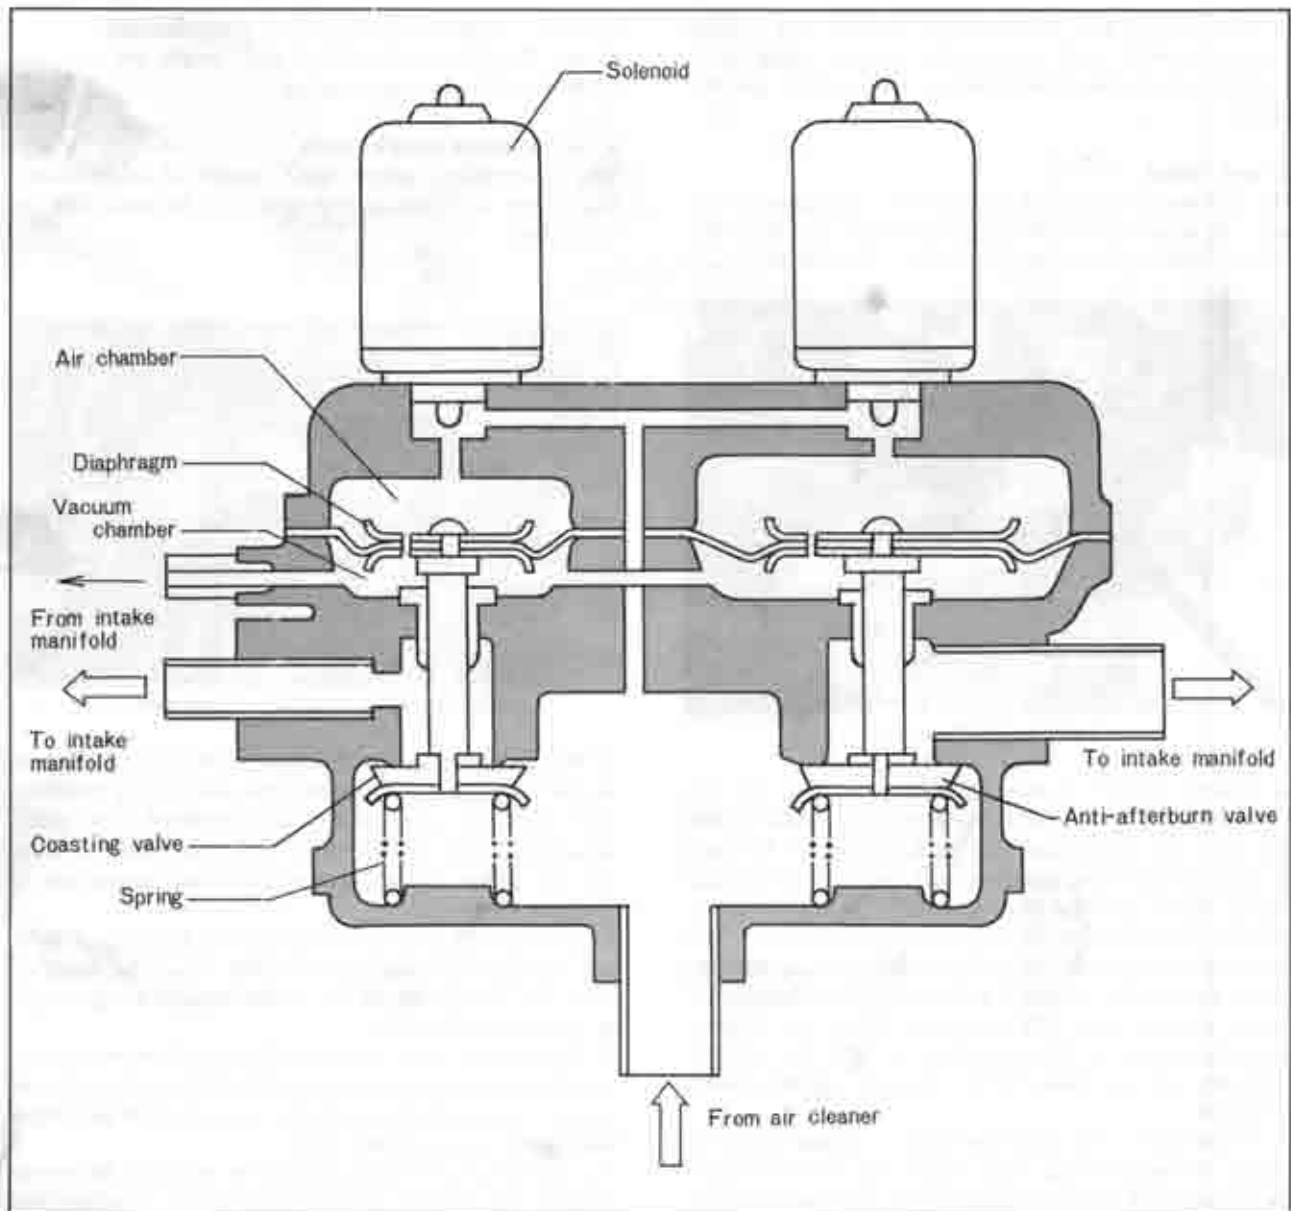 Solenoid
Air chamber
Diaphragm
Vacuum
chamber
From intake
manifold
To intake
manifold
To intake manifold
Anti-afterburn valve
Coasting valve
Spring
From air cleaner